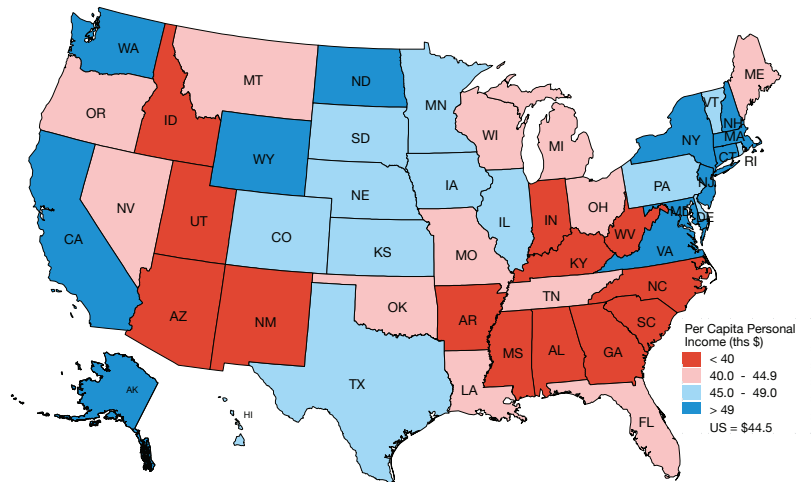 WA
MT
ND
MN
ME
VT
NH
OR
ID
SD
WI
MI
NY
MA
CT
RI
WY
IA
PA
NJ
NE
NV
UT
CO
IL
IN
OH
MD
DE
CA
KS
MO
WV
VA
KY
AZ
NM
OK
AR
TN
NC
SC
MS
AL
GA
TX
LA
FL
AK
HI
Per Capita Personal
Income (ths $)
< 40
40.0 - 44.9
45.0 - 49.0
> 49
US = $44.5